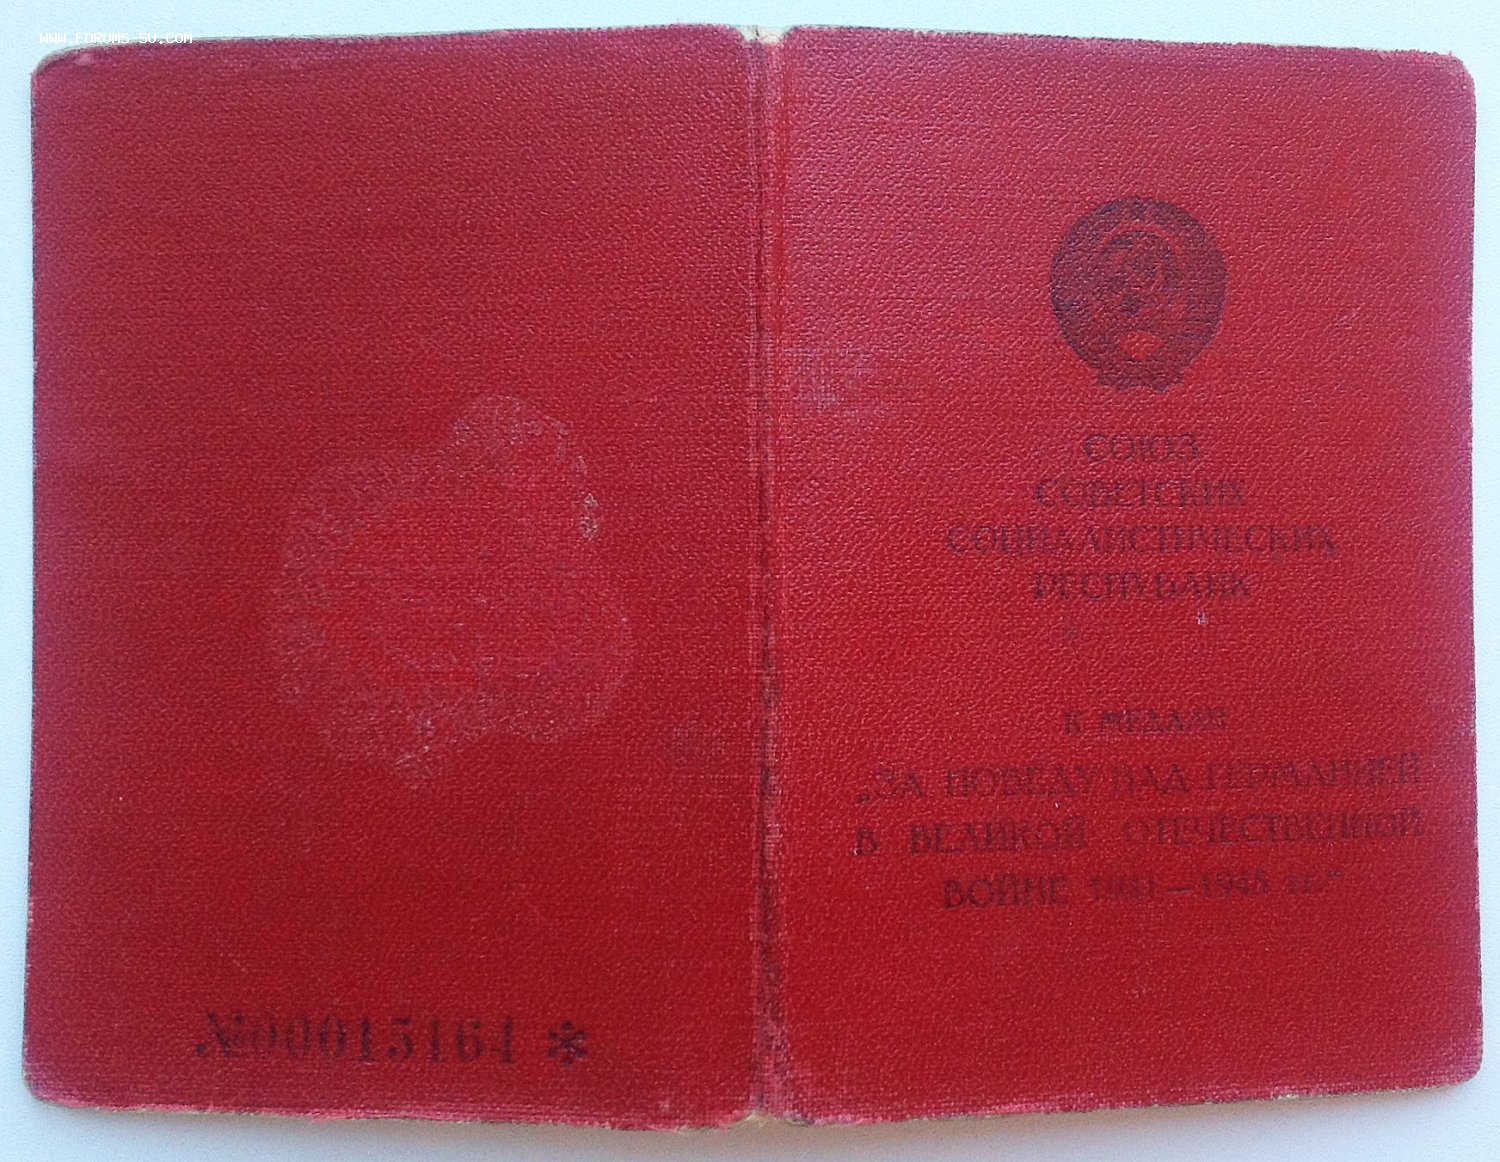 WWW.FORUMS-SU.COM
СОЮЗ
СОВЕТСКИХ
СОЦИАЛИСТИЧЕСКИХ
РЕСПУБЛИК
К МЕДАЛИ
„ЗА ПОБЕДУ НАД ГЕРМАНИЕЙ
В ВЕЛИКОЙ ОТЕЧЕСТВЕННОЙ
ВОЙНЕ 1941—1945 гг.“
№00015164 *